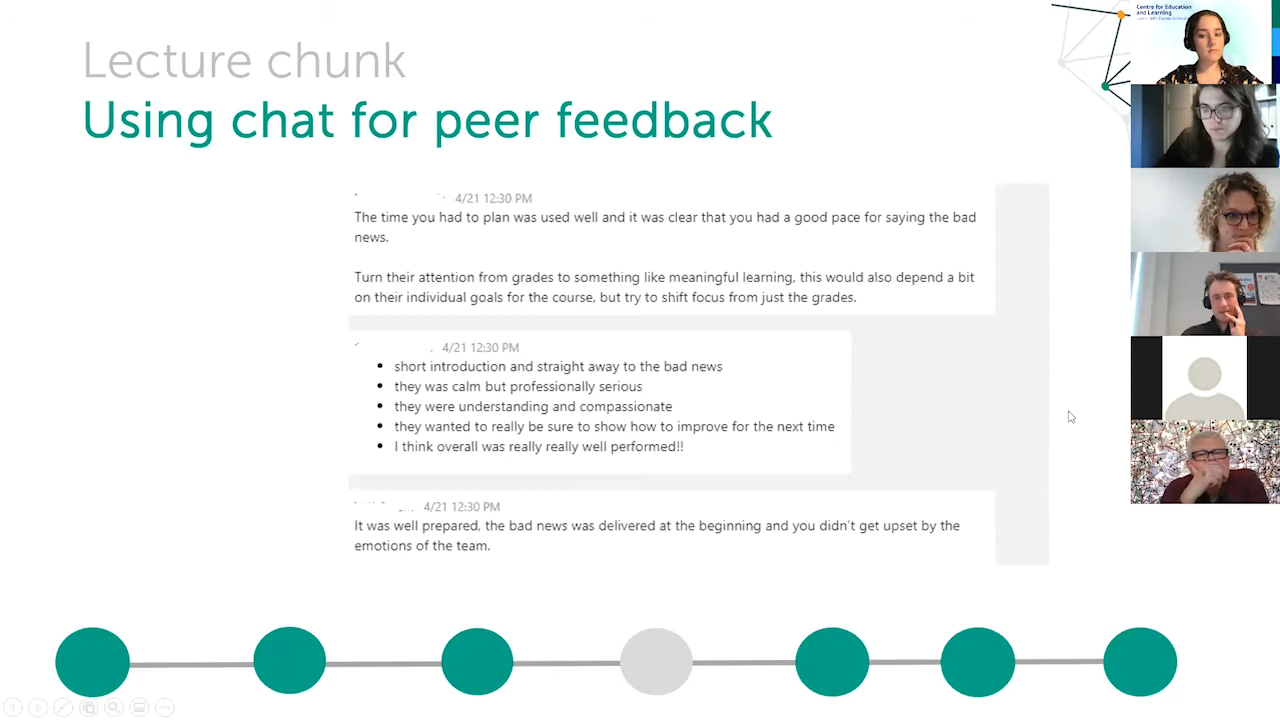 Lecture chunk
Using chat for peer feedback
Centre for Education
and Learning
4/21 12:30 PM
The time you had to plan was used well and it was clear that you had a good pace for saying the bad
news.
Turn their attention from grades to something like meaningful learning, this would also depend a bit
on their individual goals for the course, but try to shift focus from just the grades.
4/21 12:30 PM
• short introduction and straight away to the bad news
• they was calm but professionally serious
• they were understanding and compassionate
• they wanted to really be sure to show how to improve for the next time
• I think overall was really really well performed!!
4/21 12:30 PM
It was well prepared, the bad news was delivered at the beginning and you didn't get upset by the
emotions of the team.